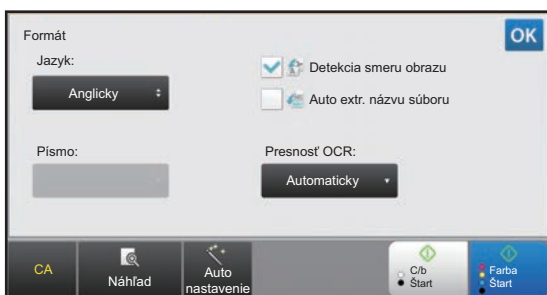 Formát
OK
Jazyk:
Detekcia smeru obrazu
Anglicky
Auto extr. názvu súboru
Písmo:
Presnosť OCR:
Automaticky
CA
Náhľad
Auto
nastavenie
C/b
Štart
Farba
Štart